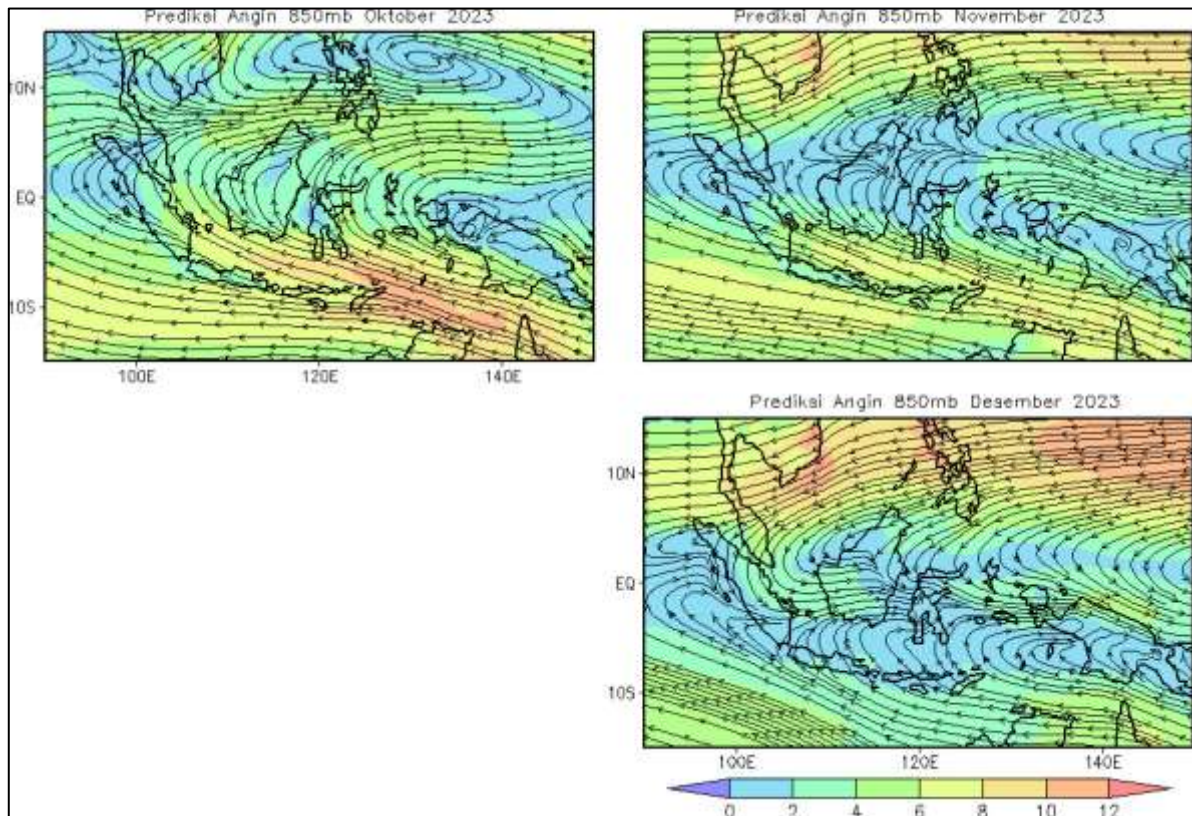 Prediksi Angin 850mb Oktober 2023
Prediksi Angin 850mb November 2023
10N
EQ
10S
100E 120E 140E
Prediksi Angin 850mb Desember 2023
10N
EQ
10S
100E 120E 140E
0 2 4 6 8 10 12